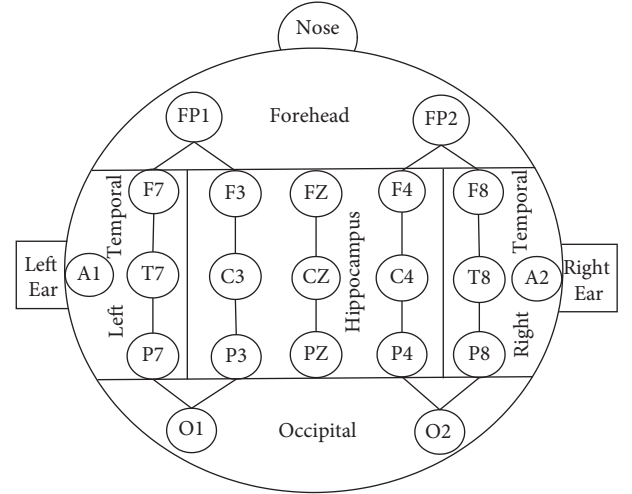 Nose
FP1 Forehead FP2
F7 F3 FZ F4 F8
Left Temporal
Hippocampus
Right Temporal
Left
Ear
A1 T7 C3 CZ C4 T8 A2
Right
Ear
P7 P3 PZ P4 P8
O1 Occipital O2